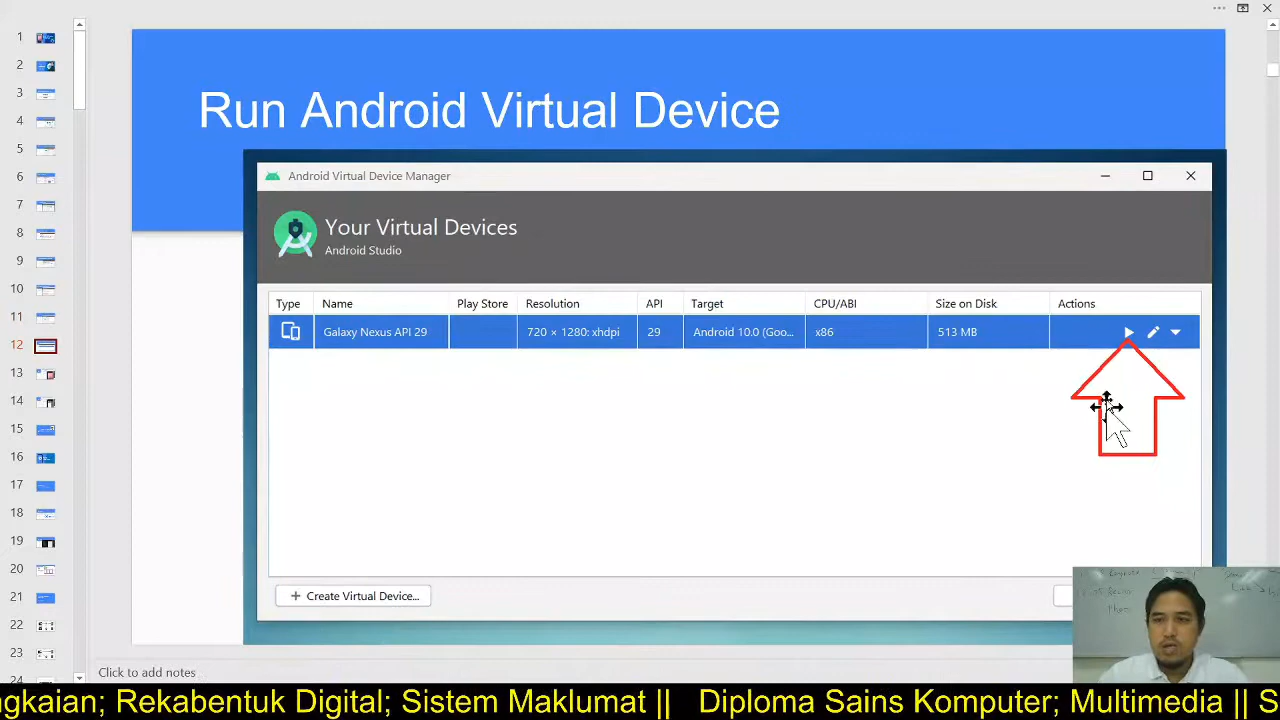 Run Android Virtual Device
Android Virtual Device Manager
Your Virtual Devices
Android Studio
Type Name Play Store Resolution API Target CPU/ABI Size on Disk Actions
Galaxy Nexus API 29 720 × 1280: xhdpi 29 Android 10.0 (Goo... x86 513 MB
+ Create Virtual Device...
1
2
3
4
5
6
7
8
9
10
11
12
13
14
15
16
17
18
19
20
21
22
23
24
Click to add notes
ngkaian; Rekabentuk Digital; Sistem Maklumat || Diploma Sains Komputer; Multimedia || S